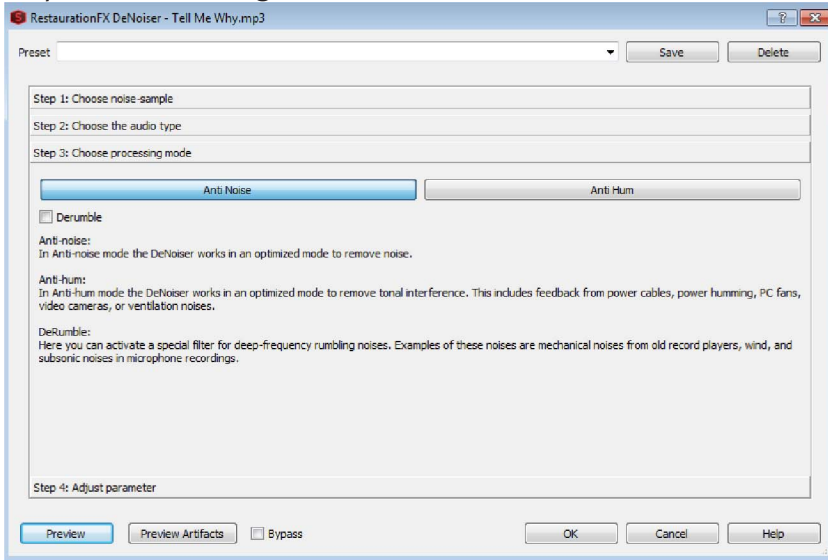 RestaurationFX DeNoiser - Tell Me Why.mp3
Preset
Save
Delete
Step 1: Choose noise-sample
Step 2: Choose the audio type
Step 3: Choose processing mode
Anti Noise
Anti Hum
Derumble
Anti-noise:
In Anti-noise mode the DeNoiser works in an optimized mode to remove noise.
Anti-hum:
In Anti-hum mode the DeNoiser works in an optimized mode to remove tonal interference. This includes feedback from power cables, power humming, PC fans,
video cameras, or ventilation noises.
DeRumble:
Here you can activate a special filter for deep-frequency rumbling noises. Examples of these noises are mechanical noises from old record players, wind, and
subsonic noises in microphone recordings.
Step 4: Adjust parameter
Preview
Preview Artifacts
Bypass
OK
Cancel
Help